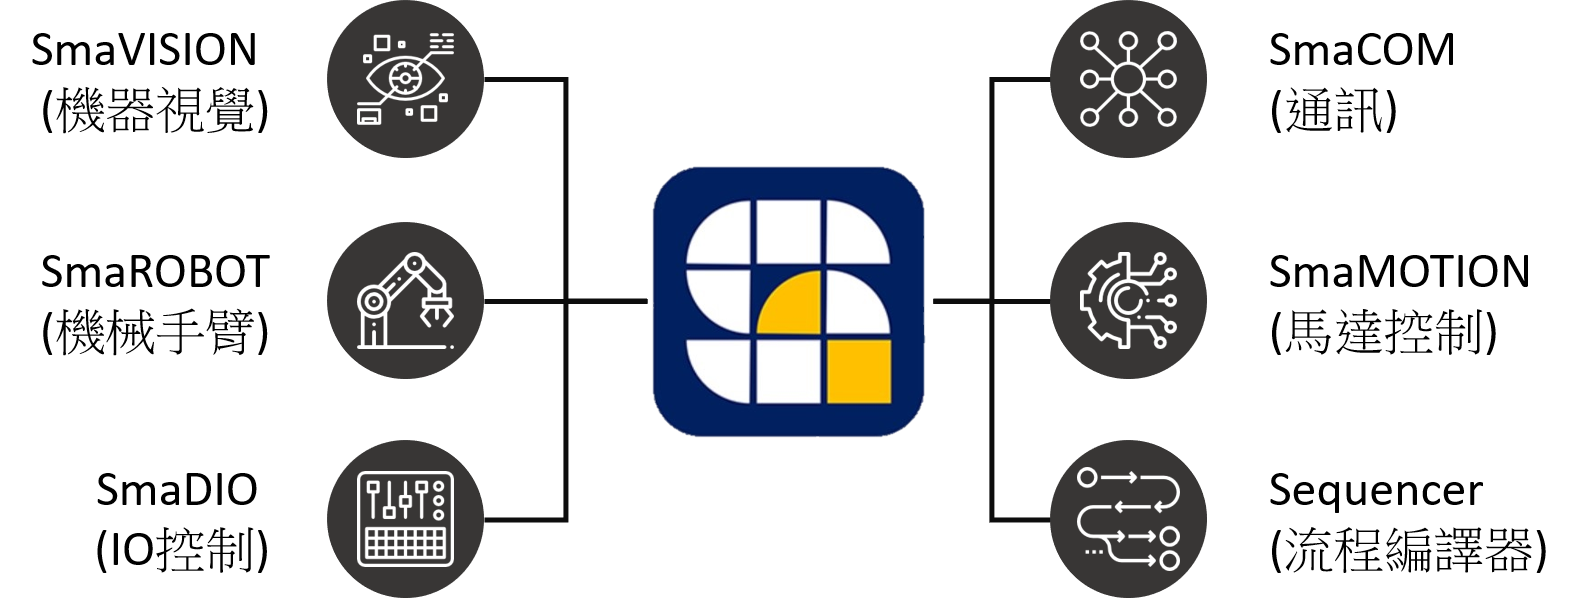 SmaVISION
(機器視覺)
SmaROBOT
(機械手臂)
SmaDIO
(IO控制)
SmaCOM
(通訊)
SmaMOTION
(馬達控制)
Sequencer
(流程編譯器)